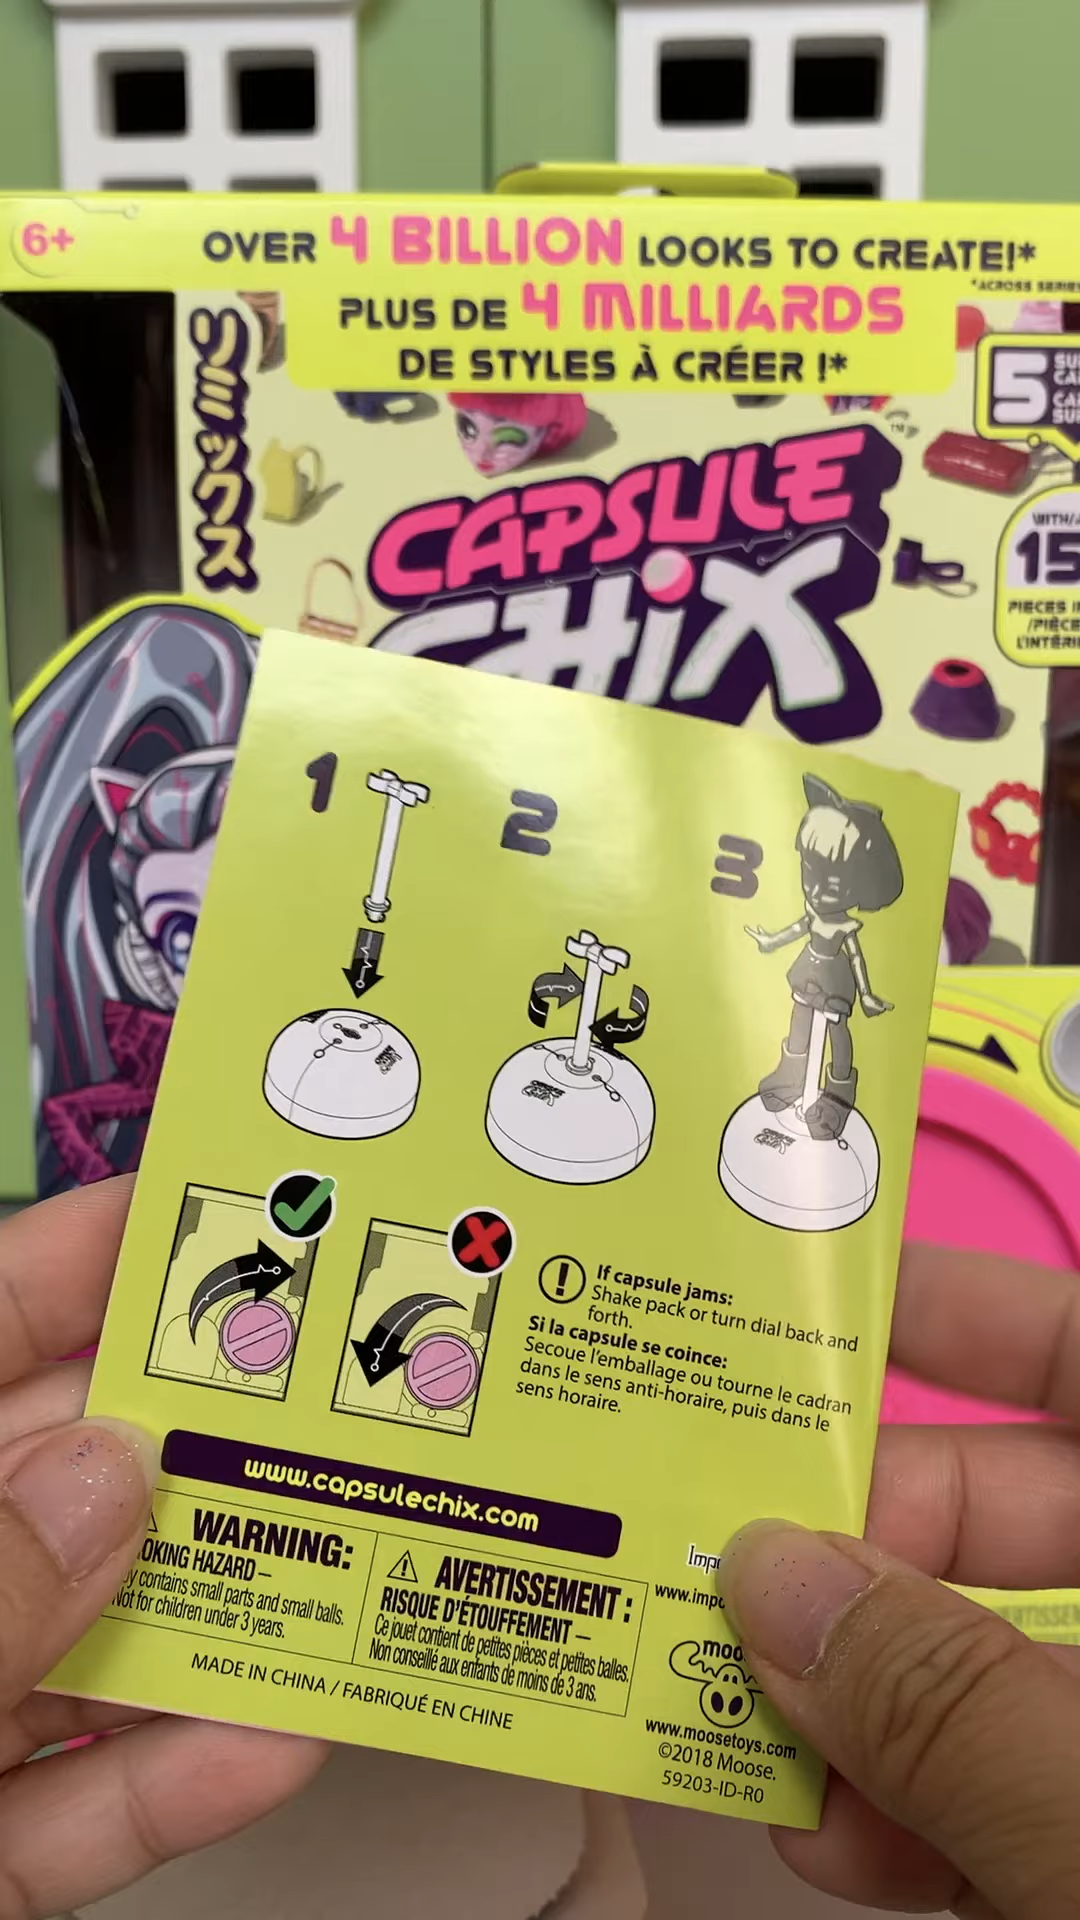 6+
OVER 4 BILLION LOOKS TO CREATE!*
*ACROSS SERIES
PLUS DE 4 MILLIARDS
DE STYLES À CRÉER !*
リミックス
5
CAPSULE
CHIX
WITH/
15
PIECES
L'INTÉRI
1
2
3
If capsule jams:
Shake pack or turn dial back and
forth.
Si la capsule se coince:
Secoue l'emballage ou tourne le cadran
dans le sens anti-horaire, puis dans le
sens horaire.
www.capsulechix.com
WARNING:
OKING HAZARD –
y contains small parts and small balls.
Not for children under 3 years.
AVERTISSEMENT :
RISQUE D'ÉTOUFFEMENT –
Ce jouet contient de petites pièces et petites balles.
Non conseillé aux enfants de moins de 3 ans.
MADE IN CHINA / FABRIQUÉ EN CHINE
Impo
www.impo
moo
www.moosetoys.com
©2018 Moose.
59203-ID-R0